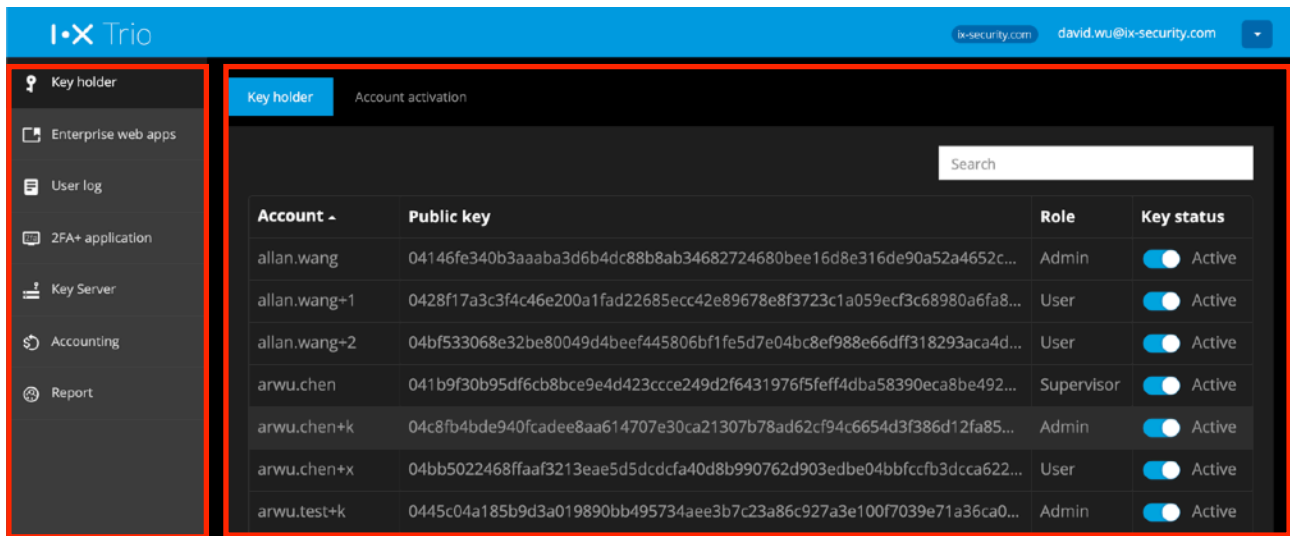 I·X Trio
ix-security.com david.wu@ix-security.com
Key holder
Enterprise web apps
User log
2FA+ application
Key Server
Accounting
Report
Key holder Account activation
Search
Account Public key Role Key status
allan.wang 04146fe340b3aaaba3d6b4dc88b8ab34682724680bee16d8e316de90a52a4652c... Admin Active
allan.wang+1 0428f17a3c3f4c46e200a1fad22685ecc42e89678e8f3723c1a059ecf3c68980a6fa8... User Active
allan.wang+2 04bf533068e32be80049d4beef445806bf1fe5d7e04bc8ef988e66dff318293aca4d... User Active
arwu.chen 041b9f30b95df6cb8bce9e4d423ccce249d2f6431976f5feff4dba58390eca8be492... Supervisor Active
arwu.chen+k 04c8fb4bde940fcadee8aa614707e30ca21307b78ad62cf94c6654d3f386d12fa85... Admin Active
arwu.chen+x 04bb5022468ffaaf3213eae5d5dcdcfa40d8b990762d903edbe04bbfccfb3dcca622... User Active
arwu.test+k 0445c04a185b9d3a019890bb495734aee3b7c23a86c927a3e100f7039e71a36ca0... Admin Active